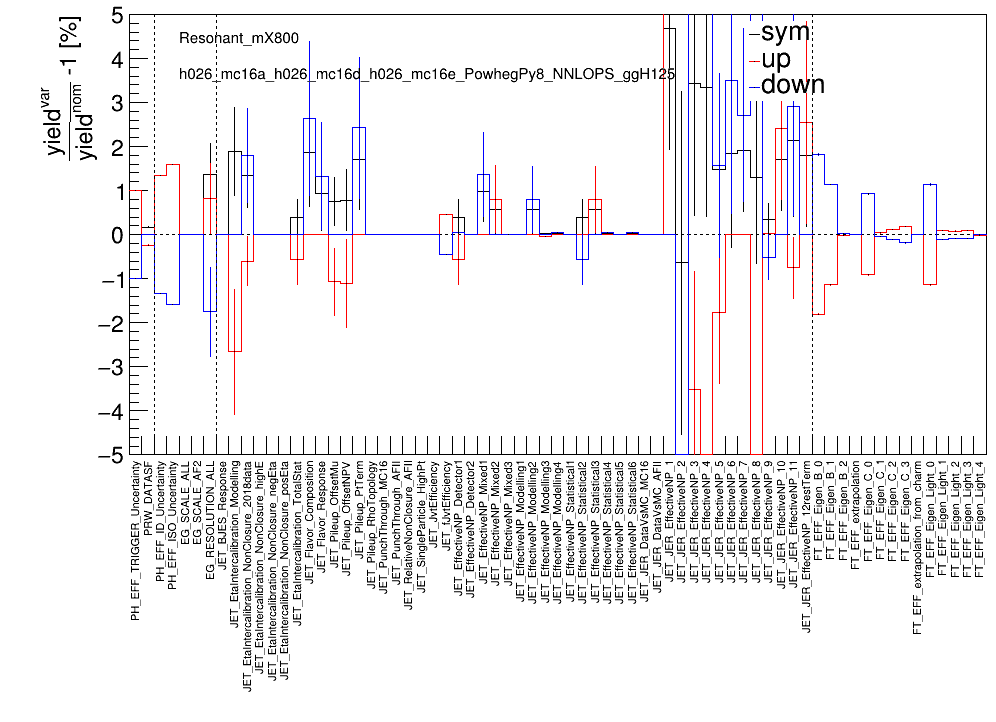 yield^var / yield^nom -1 [%]
5
4
3
2
1
0
−1
−2
−3
−4
−5
Resonant_mX800
h026_mc16a_h026_mc16d_h026_mc16e_PowhegPy8_NNLOPS_ggH125
sym
up
down
PH_EFF_TRIGGER_Uncertainty
PRW_DATASF
PH_EFF_ID_Uncertainty
PH_EFF_ISO_Uncertainty
EG_SCALE_ALL
EG_SCALE_AF2
EG_RESOLUTION_ALL
JET_BJES_Response
JET_EtaIntercalibration_Modelling
JET_EtaIntercalibration_NonClosure_2018data
JET_EtaIntercalibration_NonClosure_highE
JET_EtaIntercalibration_NonClosure_negEta
JET_EtaIntercalibration_NonClosure_posEta
JET_EtaIntercalibration_TotalStat
JET_Flavor_Composition
JET_Flavor_Response
JET_Pileup_OffsetMu
JET_Pileup_OffsetNPV
JET_Pileup_PtTerm
JET_Pileup_RhoTopology
JET_PunchThrough_MC16
JET_PunchThrough_AFII
JET_RelativeNonClosure_AFII
JET_SingleParticle_HighPt
JET_JvtEfficiency
JET_fJvtEfficiency
JET_EffectiveNP_Detector1
JET_EffectiveNP_Detector2
JET_EffectiveNP_Mixed1
JET_EffectiveNP_Mixed2
JET_EffectiveNP_Mixed3
JET_EffectiveNP_Modelling1
JET_EffectiveNP_Modelling2
JET_EffectiveNP_Modelling3
JET_EffectiveNP_Modelling4
JET_EffectiveNP_Statistical1
JET_EffectiveNP_Statistical2
JET_EffectiveNP_Statistical3
JET_EffectiveNP_Statistical4
JET_EffectiveNP_Statistical5
JET_EffectiveNP_Statistical6
JET_JER_DataVsMC_MC16
JET_JER_DataVsMC_AFII
JET_JER_EffectiveNP_1
JET_JER_EffectiveNP_2
JET_JER_EffectiveNP_3
JET_JER_EffectiveNP_4
JET_JER_EffectiveNP_5
JET_JER_EffectiveNP_6
JET_JER_EffectiveNP_7
JET_JER_EffectiveNP_8
JET_JER_EffectiveNP_9
JET_JER_EffectiveNP_10
JET_JER_EffectiveNP_11
JET_JER_EffectiveNP_12restTerm
FT_EFF_Eigen_B_0
FT_EFF_Eigen_B_1
FT_EFF_Eigen_B_2
FT_EFF_extrapolation
FT_EFF_Eigen_C_0
FT_EFF_Eigen_C_1
FT_EFF_Eigen_C_2
FT_EFF_Eigen_C_3
FT_EFF_extrapolation_from_charm
FT_EFF_Eigen_Light_0
FT_EFF_Eigen_Light_1
FT_EFF_Eigen_Light_2
FT_EFF_Eigen_Light_3
FT_EFF_Eigen_Light_4